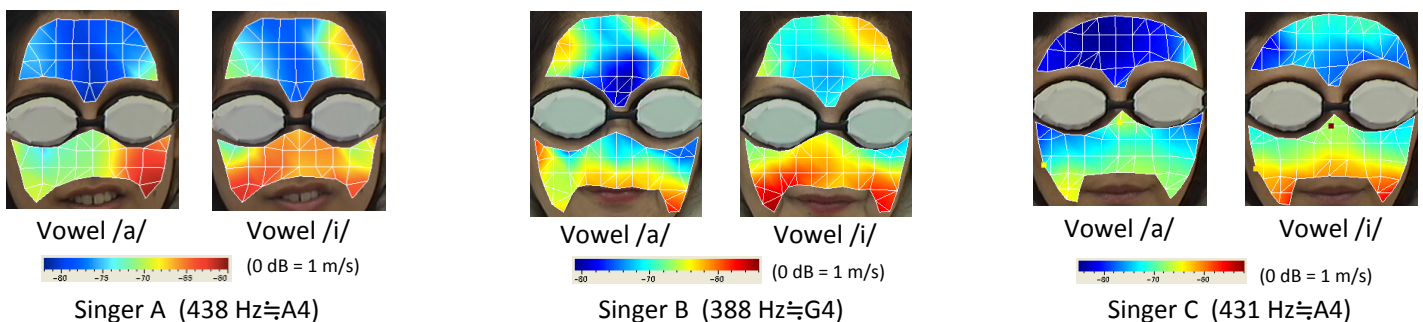 Vowel /a/
Vowel /i/
-80 -75 -70 -65 -60
(0 dB = 1 m/s)
Singer A (438 Hz≒A4)
Vowel /a/
Vowel /i/
-80 -70 -60
(0 dB = 1 m/s)
Singer B (388 Hz≒G4)
Vowel /a/
Vowel /i/
-80 -70 -60
(0 dB = 1 m/s)
Singer C (431 Hz≒A4)